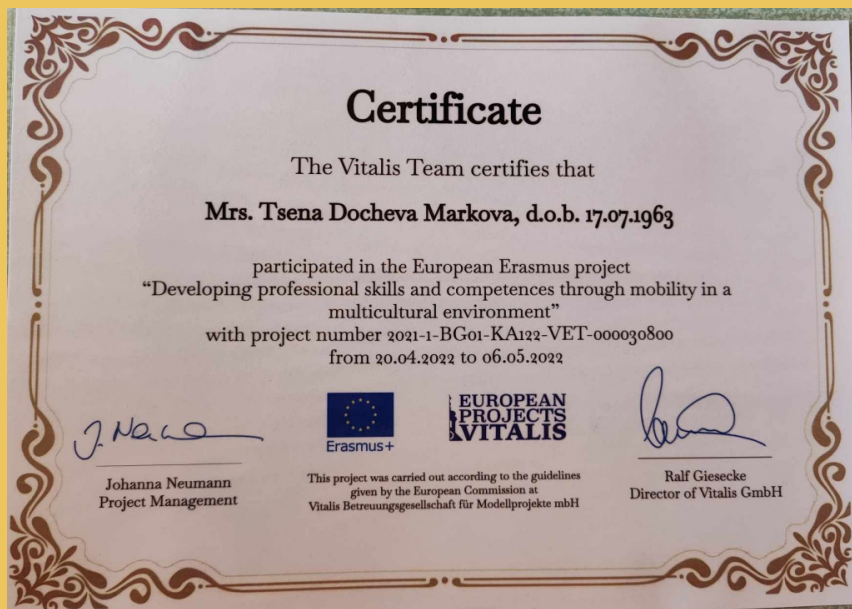 Certificate
The Vitalis Team certifies that
Mrs. Tsena Docheva Markova, d.o.b. 17.07.1963
participated in the European Erasmus project
“Developing professional skills and competences through mobility in a
multicultural environment”
with project number 2021-1-BG01-KA122-VET-000030800
from 20.04.2022 to 06.05.2022
J. Neumann
Erasmus+
EUROPEAN
PROJECTS
VITALIS
Johanna Neumann
Project Management
This project was carried out according to the guidelines
given by the European Commission at
Vitalis Betreuungsgesellschaft für Modellprojekte mbH
Ralf Giesecke
Director of Vitalis GmbH